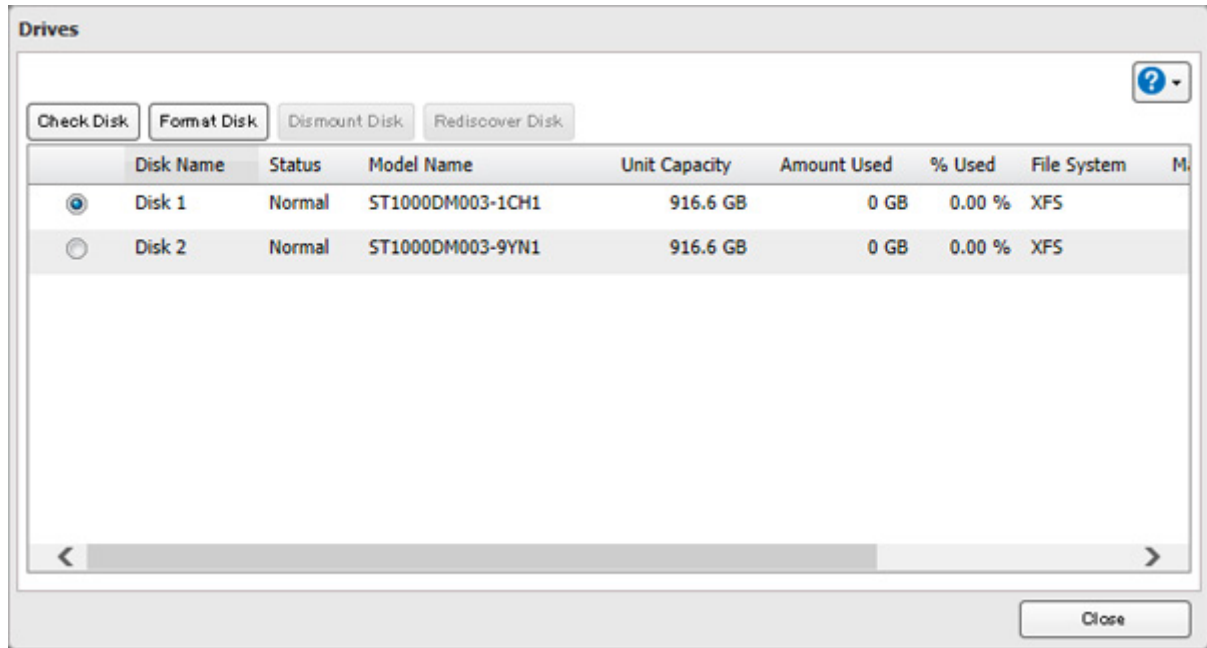 Drives
?
Check Disk Format Disk Dismount Disk Rediscover Disk
Disk Name Status Model Name Unit Capacity Amount Used % Used File System
Disk 1 Normal ST1000DM003-1CH1 916.6 GB 0 GB 0.00 % XFS
Disk 2 Normal ST1000DM003-9YN1 916.6 GB 0 GB 0.00 % XFS
Close